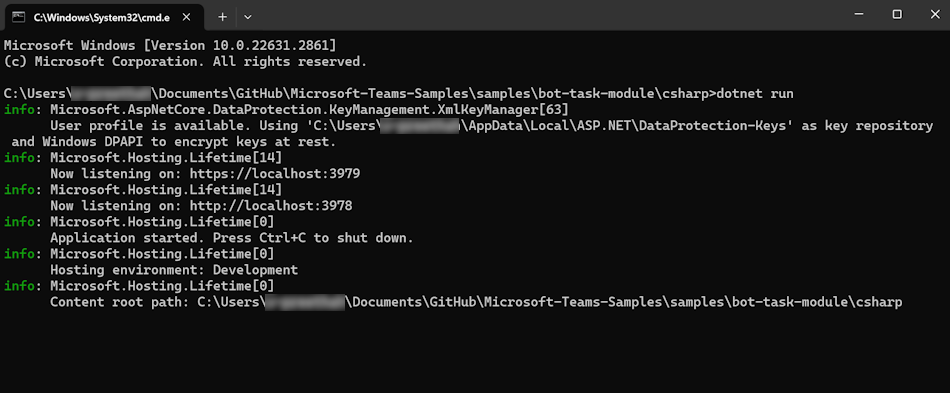 C:\Windows\System32\cmd.e
Microsoft Windows [Version 10.0.22631.2861]
(c) Microsoft Corporation. All rights reserved.
C:\Users\ \Documents\GitHub\Microsoft-Teams-Samples\samples\bot-task-module\csharp>dotnet run
info: Microsoft.AspNetCore.DataProtection.KeyManagement.XmlKeyManager[63]
User profile is available. Using 'C:\Users\ \AppData\Local\ASP.NET\DataProtection-Keys' as key repository
and Windows DPAPI to encrypt keys at rest.
info: Microsoft.Hosting.Lifetime[14]
Now listening on: https://localhost:3979
info: Microsoft.Hosting.Lifetime[14]
Now listening on: http://localhost:3978
info: Microsoft.Hosting.Lifetime[0]
Application started. Press Ctrl+C to shut down.
info: Microsoft.Hosting.Lifetime[0]
Hosting environment: Development
info: Microsoft.Hosting.Lifetime[0]
Content root path: C:\Users\ \Documents\GitHub\Microsoft-Teams-Samples\samples\bot-task-module\csharp